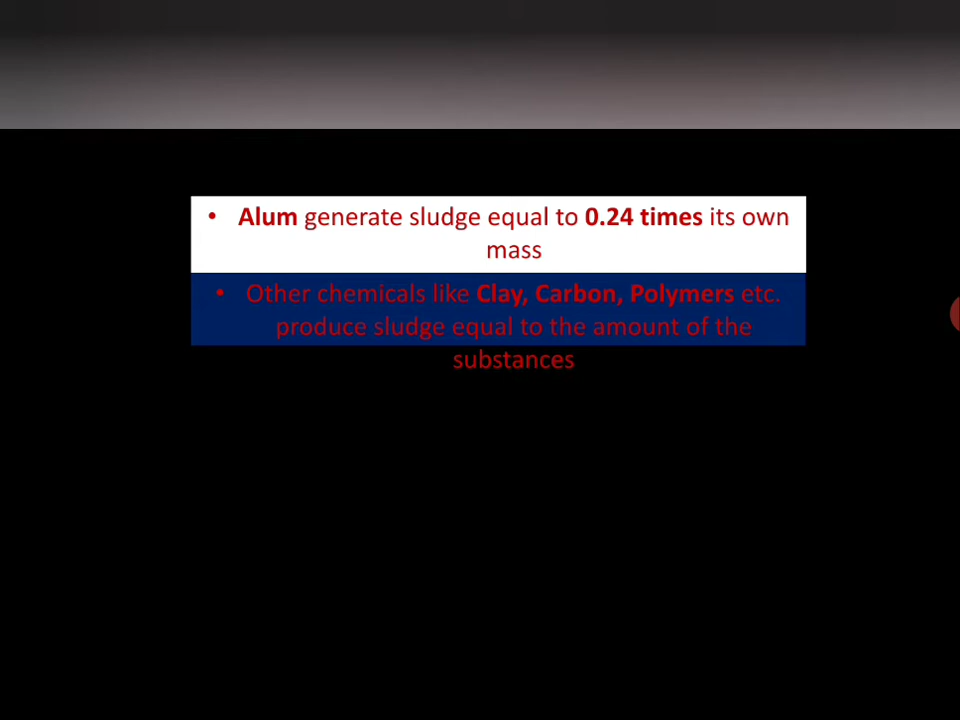 • Alum generate sludge equal to 0.24 times its own
mass
• Other chemicals like Clay, Carbon, Polymers etc.
produce sludge equal to the amount of the
substances